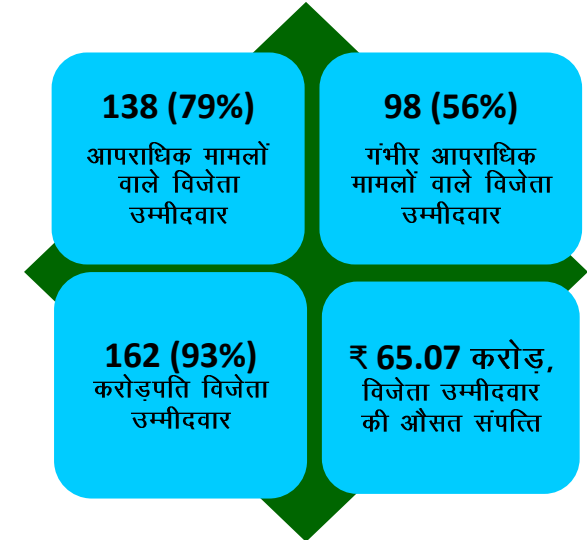 138 (79%)
आपराधिक मामलों
वाले विजेता
उम्मीदवार
98 (56%)
गंभीर आपराधिक
मामलों वाले विजेता
उम्मीदवार
162 (93%)
करोड़पति विजेता
उम्मीदवार
₹ 65.07 करोड़,
विजेता उम्मीदवार
की औसत संपत्ति